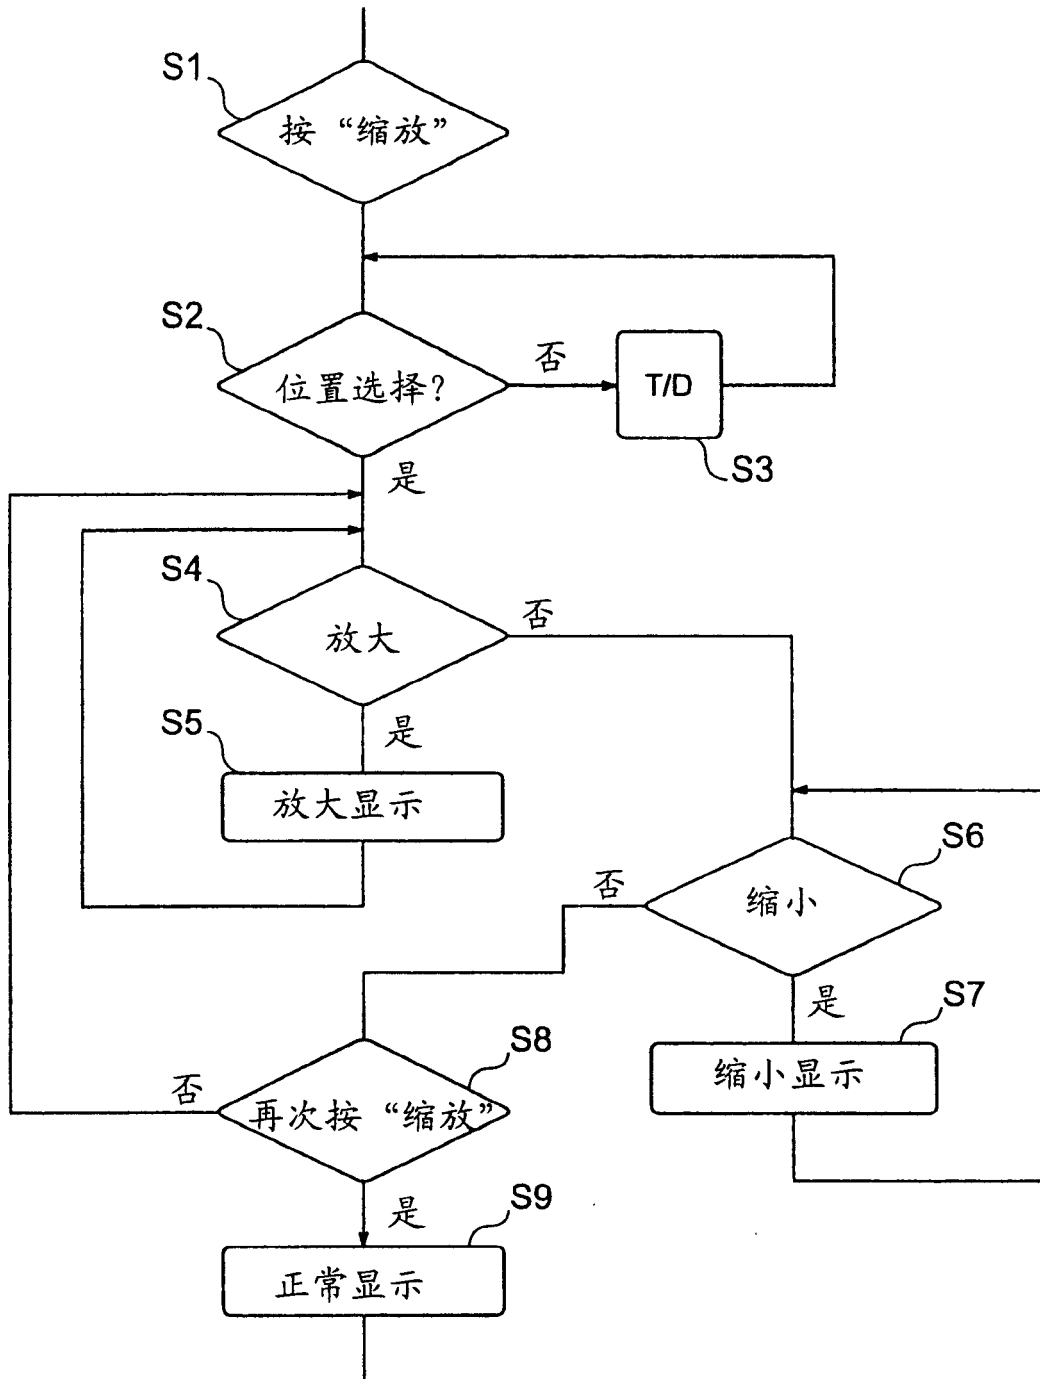 S1
按“缩放”
S2
位置选择？
否
T/D
S3
是
S4
放大
否
S5
是
放大显示
S6
否
缩小
S7
是
缩小显示
S8
否
再次按“缩放”
S9
是
正常显示